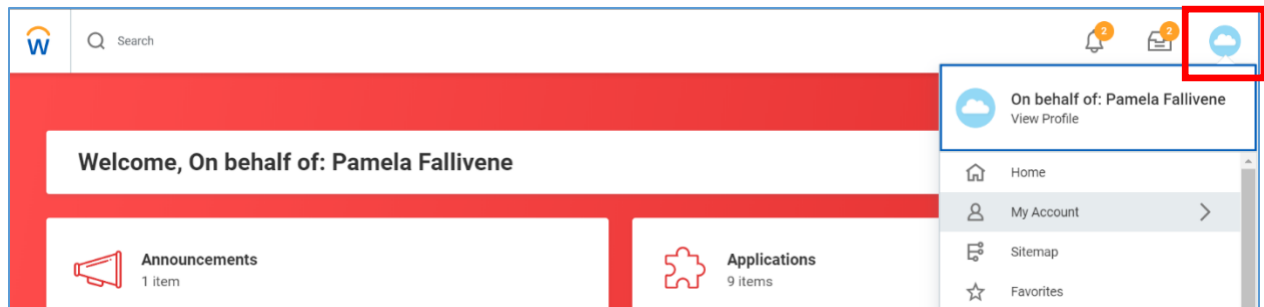 W
Search
2
2
On behalf of: Pamela Fallivene
View Profile
Welcome, On behalf of: Pamela Fallivene
Home
My Account
Sitemap
Favorites
Announcements
1 item
Applications
9 items